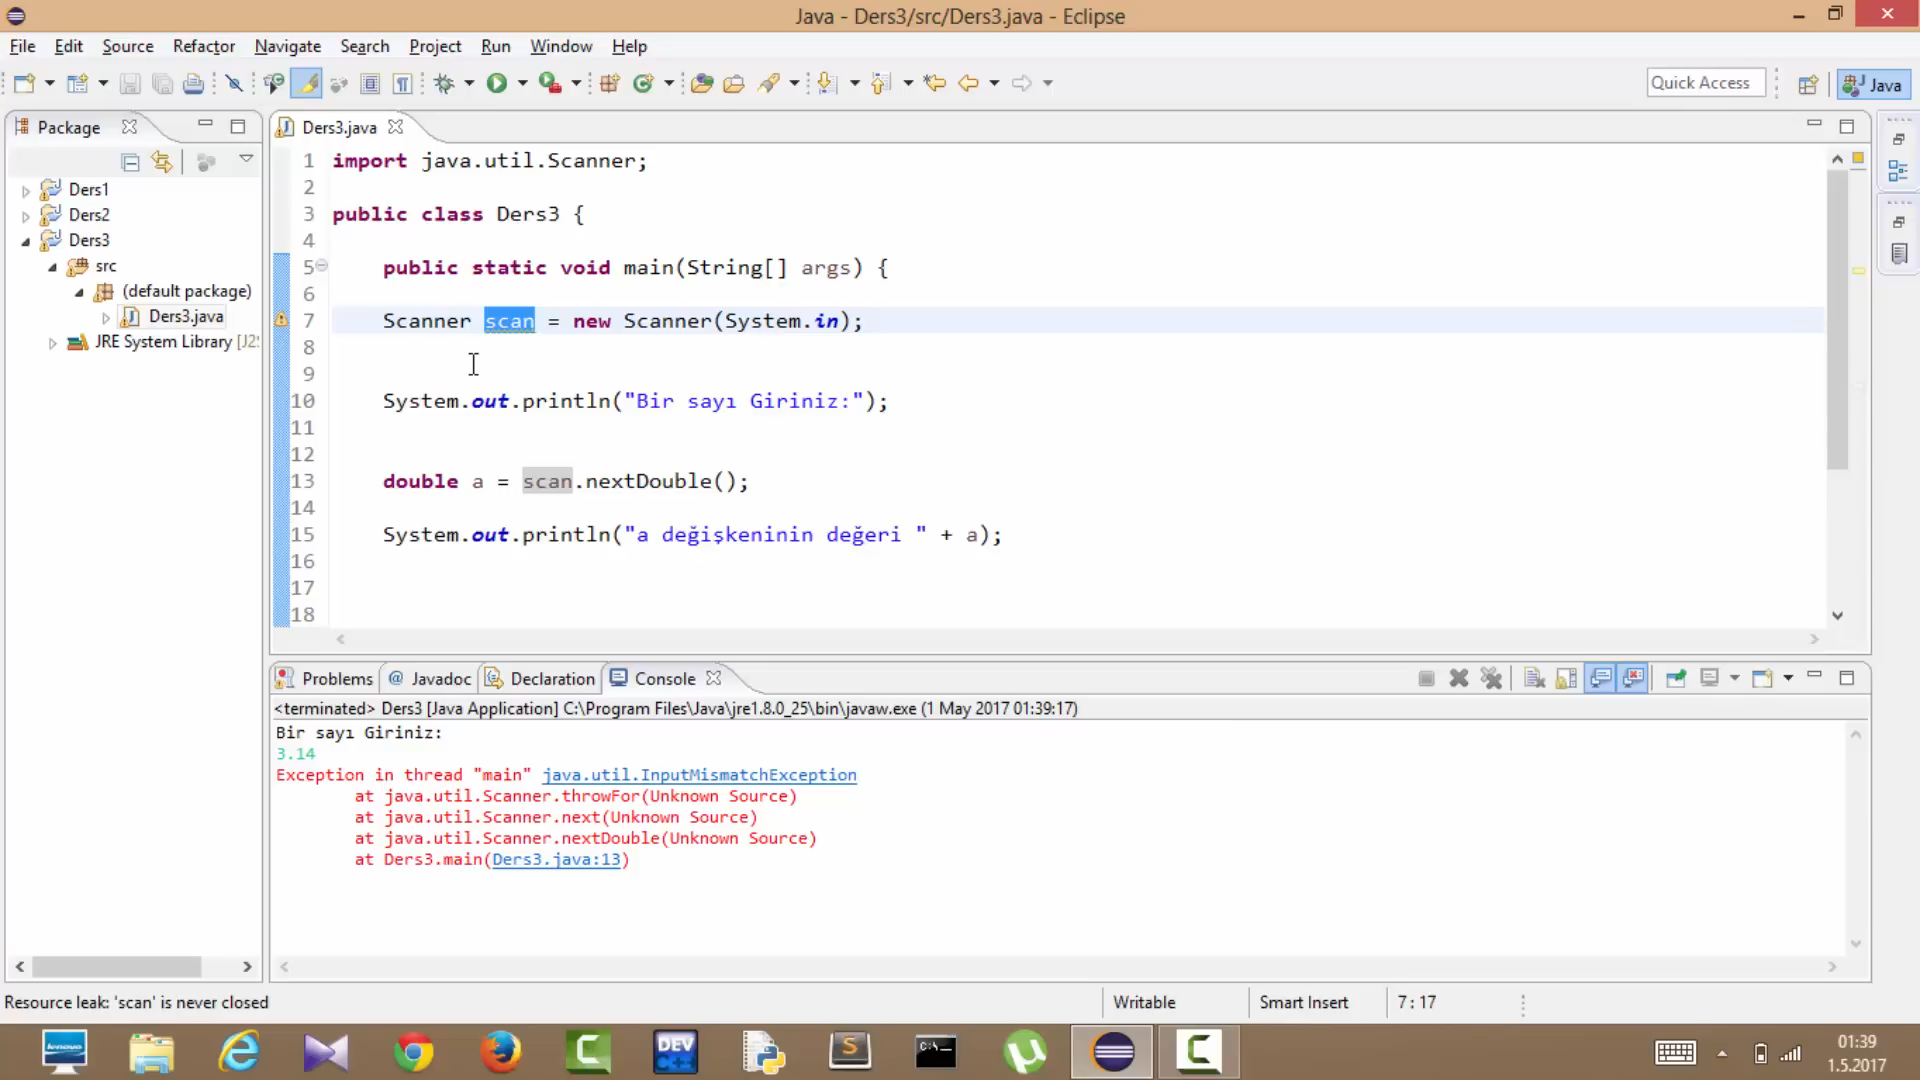 Java - Ders3/src/Ders3.java - Eclipse
File Edit Source Refactor Navigate Search Project Run Window Help
Quick Access
Java
Package
Ders3.java
Ders1
Ders2
Ders3
src
(default package)
Ders3.java
JRE System Library [J2S
1 import java.util.Scanner;
2
3 public class Ders3 {
4
5 public static void main(String[] args) {
6
7 Scanner scan = new Scanner(System.in);
8
9
10 System.out.println("Bir sayı Giriniz:");
11
12
13 double a = scan.nextDouble();
14
15 System.out.println("a değişkeninin değeri " + a);
16
17
18
Problems @ Javadoc Declaration Console
<terminated> Ders3 [Java Application] C:\Program Files\Java\jre1.8.0_25\bin\javaw.exe (1 May 2017 01:39:17)
Bir sayı Giriniz:
3.14
Exception in thread "main" java.util.InputMismatchException
at java.util.Scanner.throwFor(Unknown Source)
at java.util.Scanner.next(Unknown Source)
at java.util.Scanner.nextDouble(Unknown Source)
at Ders3.main(Ders3.java:13)
Resource leak: 'scan' is never closed
Writable
Smart Insert
7 : 17
lenovo
DEV
C++
C:\
01:39
1.5.2017